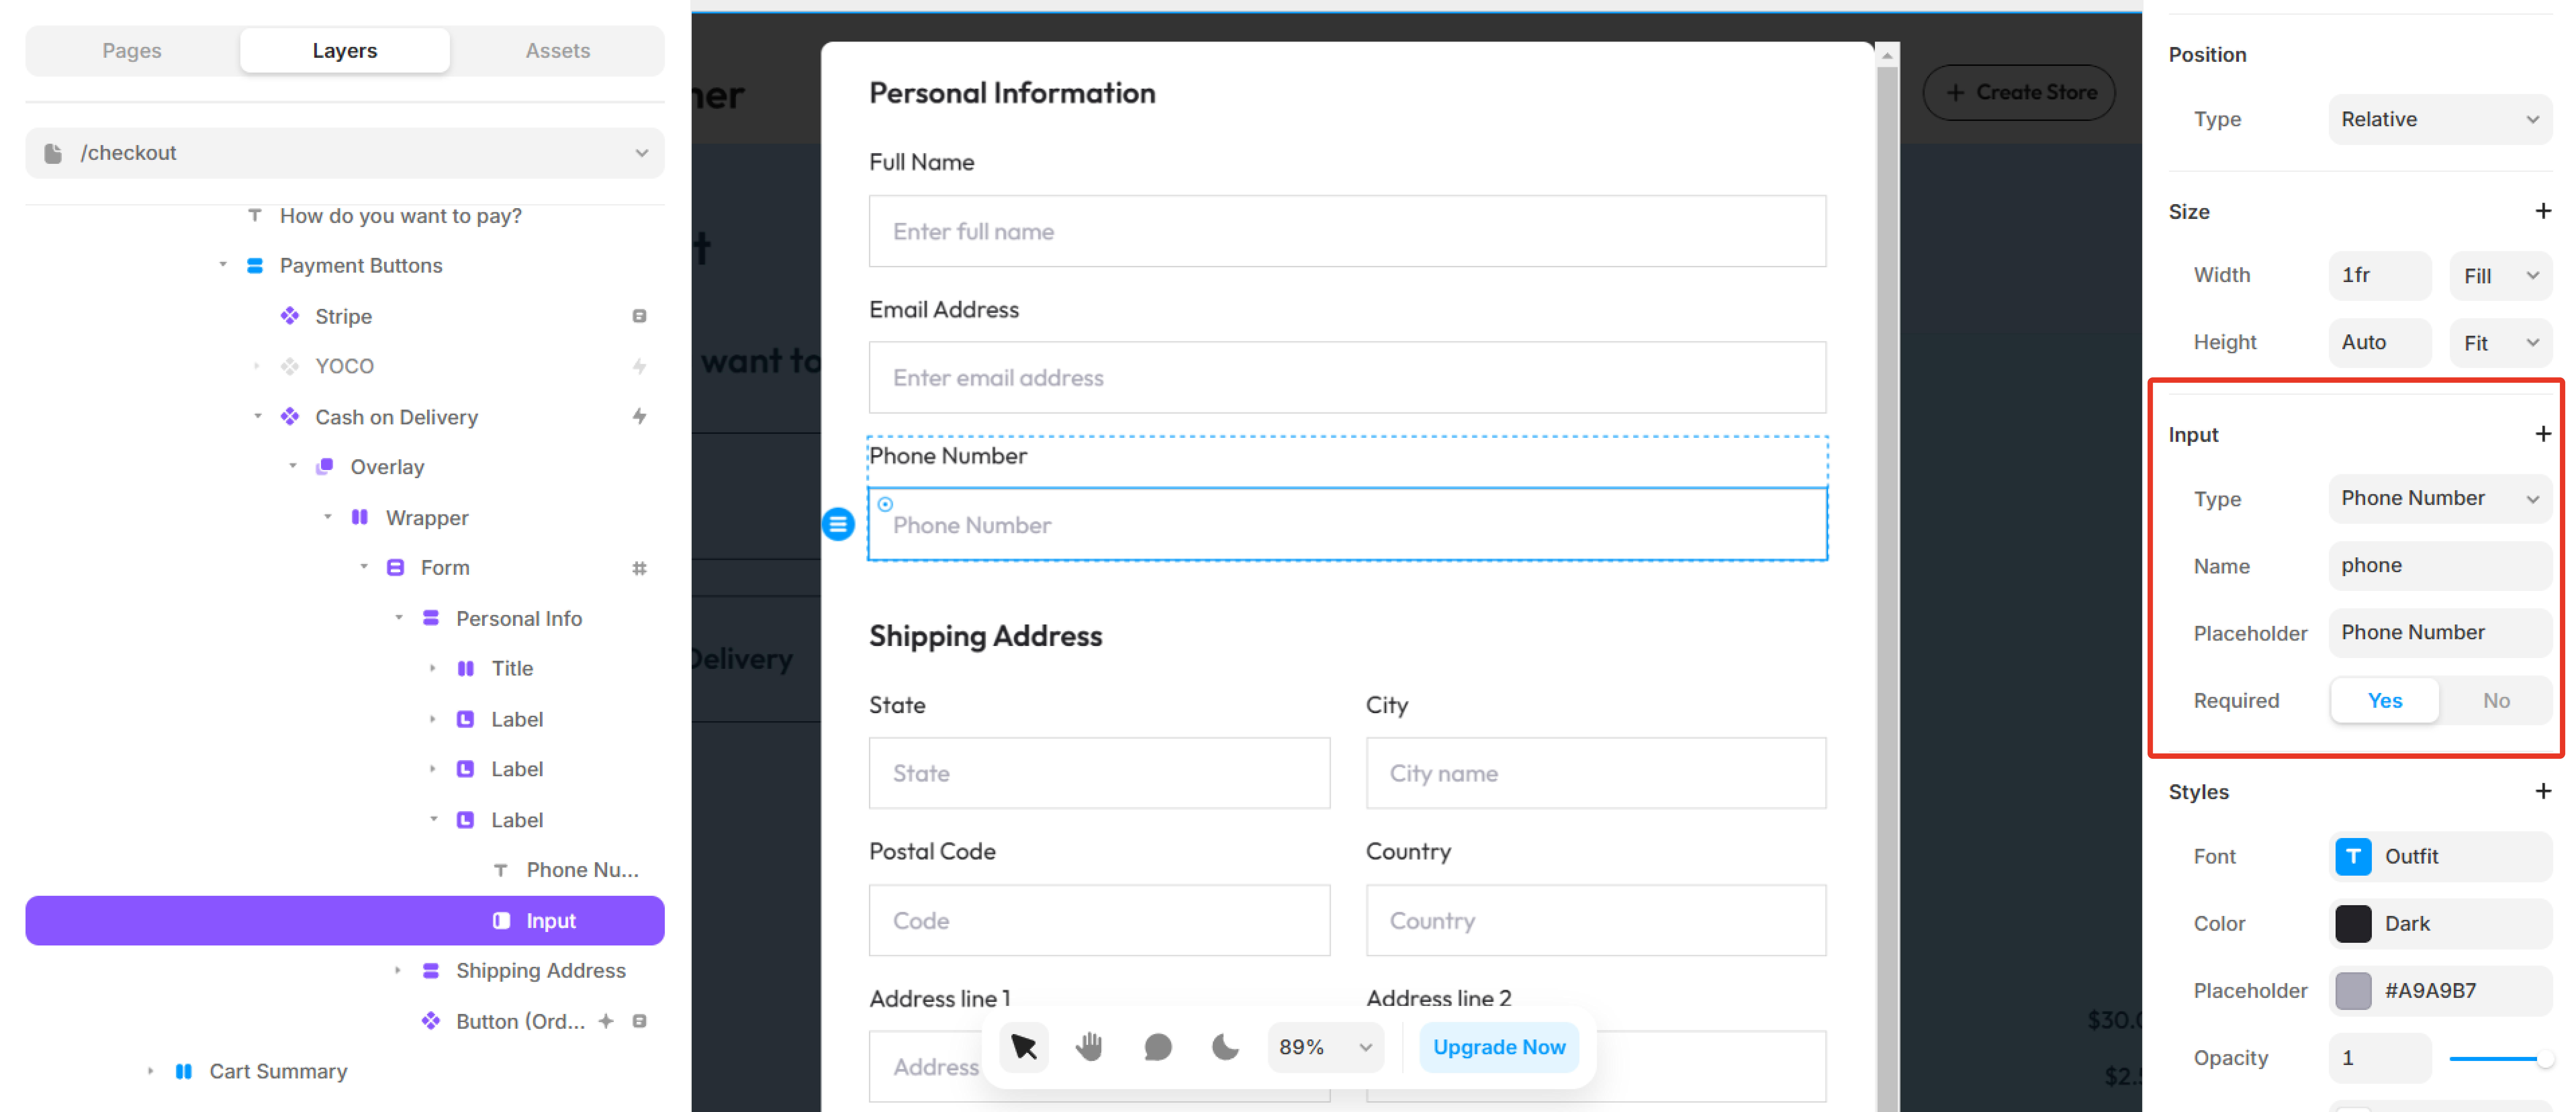 Pages
Layers
Assets
/checkout
How do you want to pay?
Payment Buttons
Stripe
YOCO
Cash on Delivery
Overlay
Wrapper
Form
Personal Info
Title
Label
Label
Label
Phone Nu...
Input
Shipping Address
Button (Ord...
Cart Summary
want to
Delivery
Personal Information
Full Name
Enter full name
Email Address
Enter email address
Phone Number
Phone Number
Shipping Address
State
City
State
City name
Postal Code
Country
Code
Country
Address line 1
Address line 2
Address
89%
Upgrade Now
+ Create Store
Position
Type
Relative
Size
Width
1fr
Fill
Height
Auto
Fit
Input
Type
Phone Number
Name
phone
Placeholder
Phone Number
Required
Yes
No
Styles
Font
Outfit
Color
Dark
Placeholder
#A9A9B7
Opacity
1